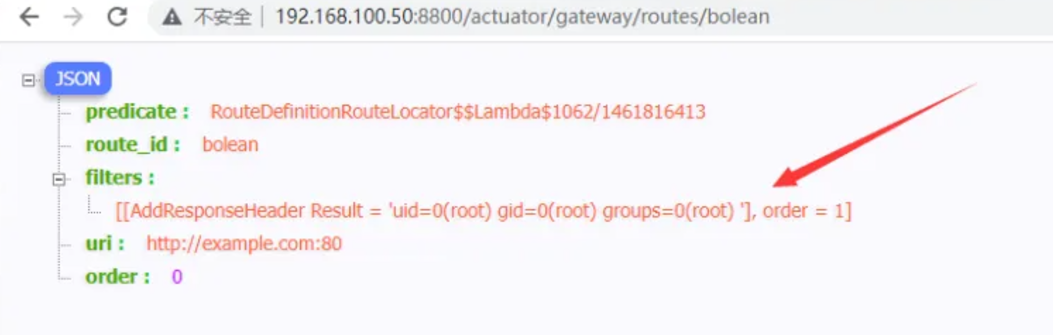 不安全 192.168.100.50:8800/actuator/gateway/routes/bolean
JSON
predicate : RouteDefinitionRouteLocator$$Lambda$1062/1461816413
route_id : bolean
filters :
[[AddResponseHeader Result = 'uid=0(root) gid=0(root) groups=0(root) '], order = 1]
uri : http://example.com:80
order : 0